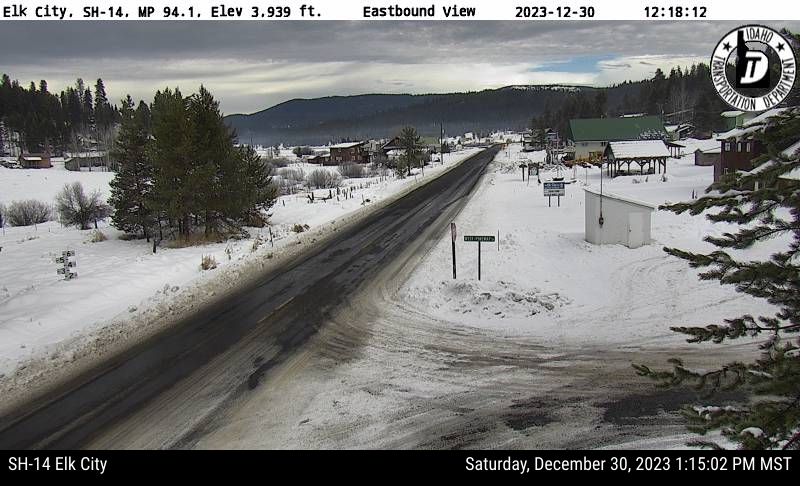 Elk City, SH-14, MP 94.1, Elev 3,939 ft. Eastbound View 2023-12-30 12:18:12
IDAHO
TRANSPORTATION DEPARTMENT
SH-14 Elk City Saturday, December 30, 2023 1:15:02 PM MST